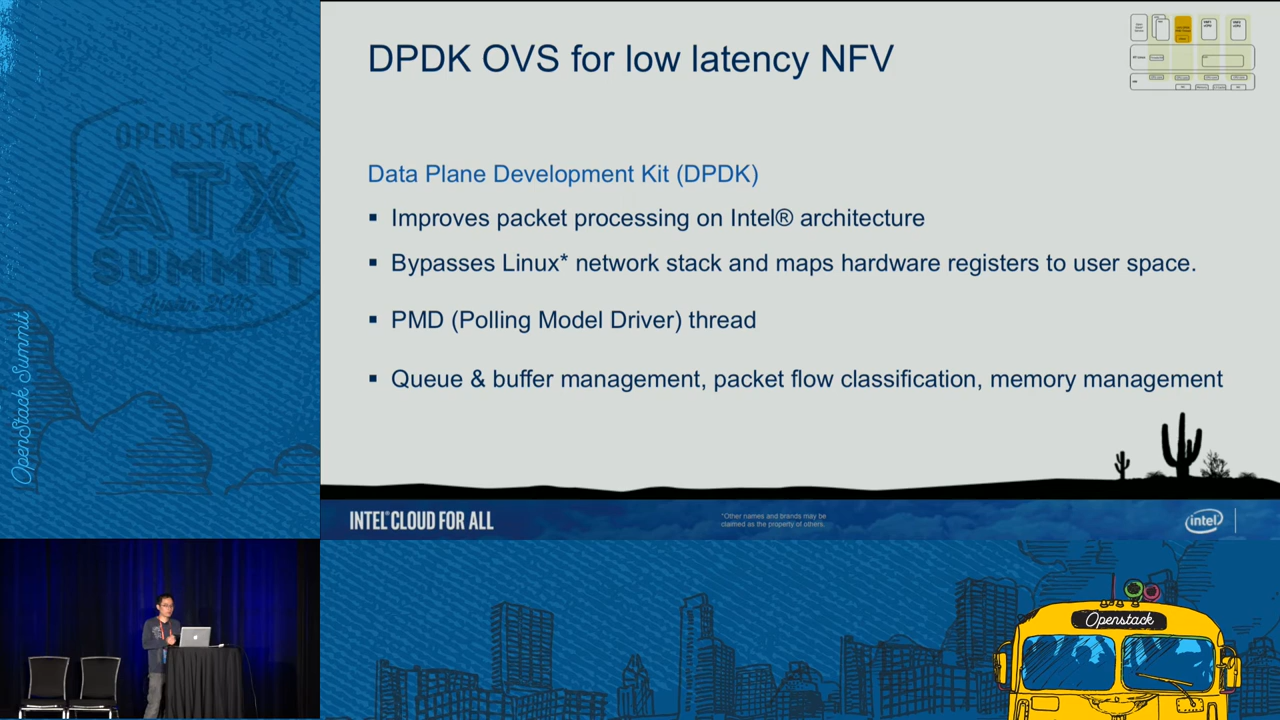 DPDK OVS for low latency NFV
Data Plane Development Kit (DPDK)
▪ Improves packet processing on Intel® architecture
▪ Bypasses Linux* network stack and maps hardware registers to user space.
▪ PMD (Polling Model Driver) thread
▪ Queue & buffer management, packet flow classification, memory management
INTEL® CLOUD FOR ALL
*Other names and brands may be
claimed as the property of others.
intel
OPENSTACK
ATX
SUMMIT
Austin 2016
OpenStack Summit
Openstack